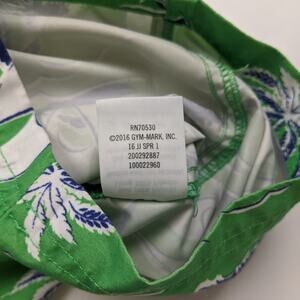 RN70530
©2016 GYM-MARK, INC.
16 JJ SPR 1
200292887
100022960